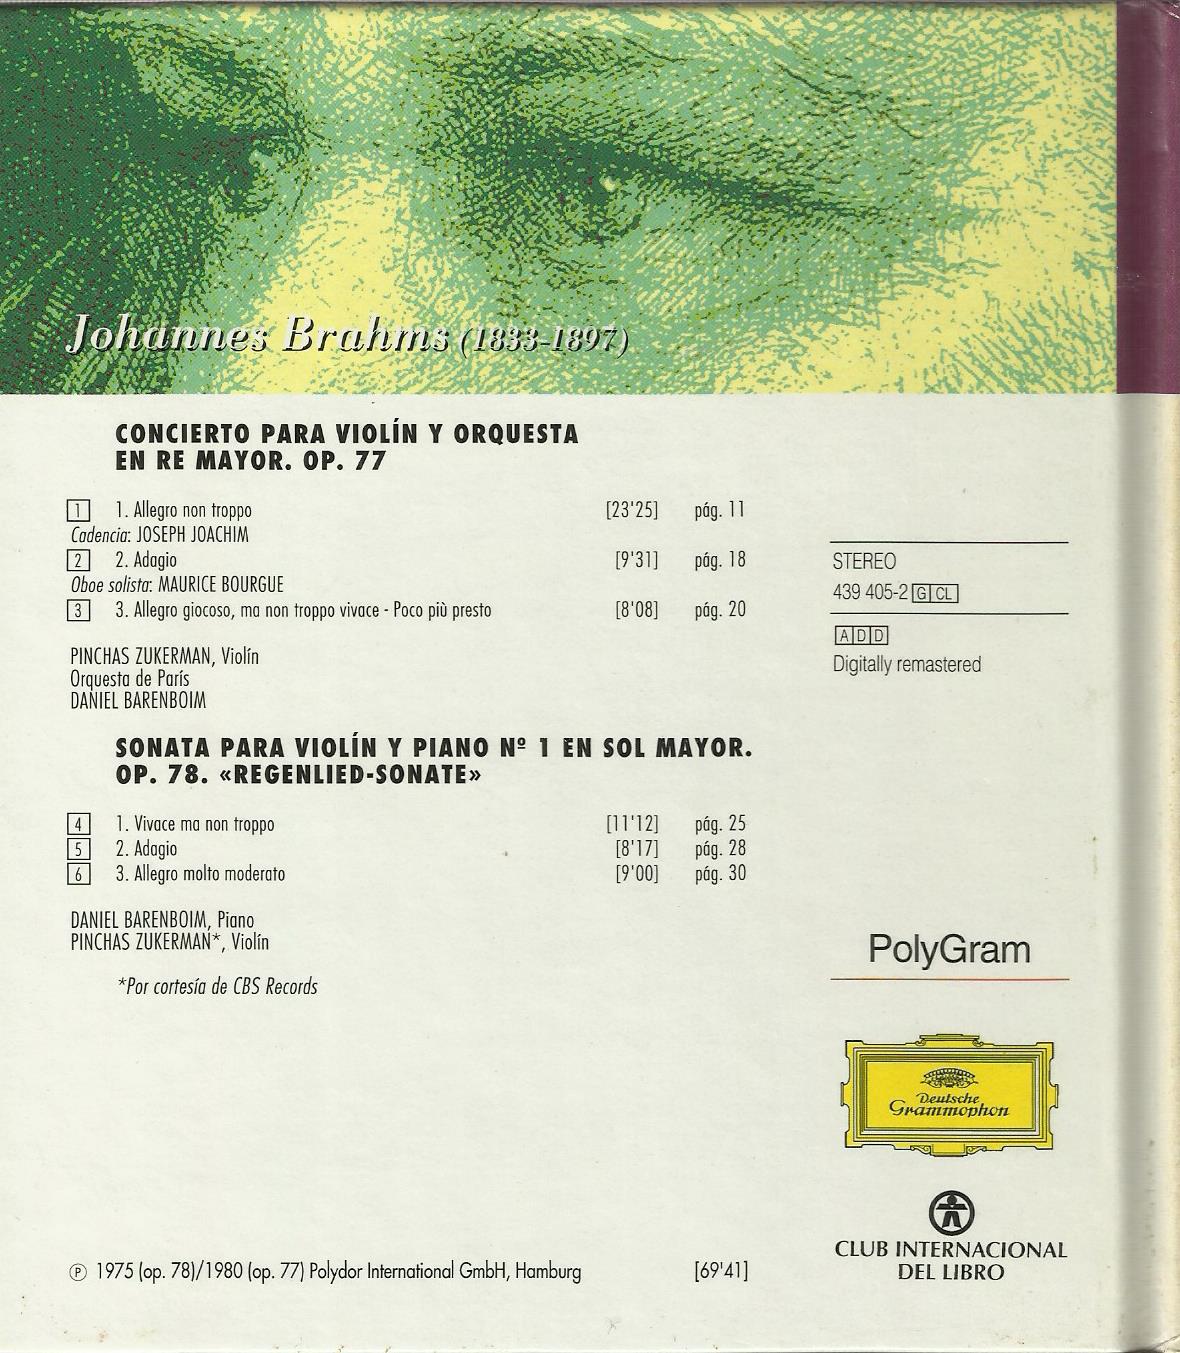 Johannes Brahms (1833-1897)
CONCIERTO PARA VIOLÍN Y ORQUESTA
EN RE MAYOR. OP. 77
1 1. Allegro non troppo [23'25] pág. 11
Cadencia: JOSEPH JOACHIM
2 2. Adagio [9'31] pág. 18
Oboe solista: MAURICE BOURGUE
3 3. Allegro giocoso, ma non troppo vivace - Poco più presto [8'08] pág. 20
PINCHAS ZUKERMAN, Violín
Orquesta de París
DANIEL BARENBOIM
SONATA PARA VIOLÍN Y PIANO Nº 1 EN SOL MAYOR.
OP. 78. «REGENLIED-SONATE»
4 1. Vivace ma non troppo [11'12] pág. 25
5 2. Adagio [8'17] pág. 28
6 3. Allegro molto moderato [9'00] pág. 30
DANIEL BARENBOIM, Piano
PINCHAS ZUKERMAN*, Violín
*Por cortesía de CBS Records
℗ 1975 (op. 78)/1980 (op. 77) Polydor International GmbH, Hamburg [69'41]
STEREO
439 405-2 G CL
A D D
Digitally remastered
PolyGram
Deutsche
Grammophon
CLUB INTERNACIONAL
DEL LIBRO